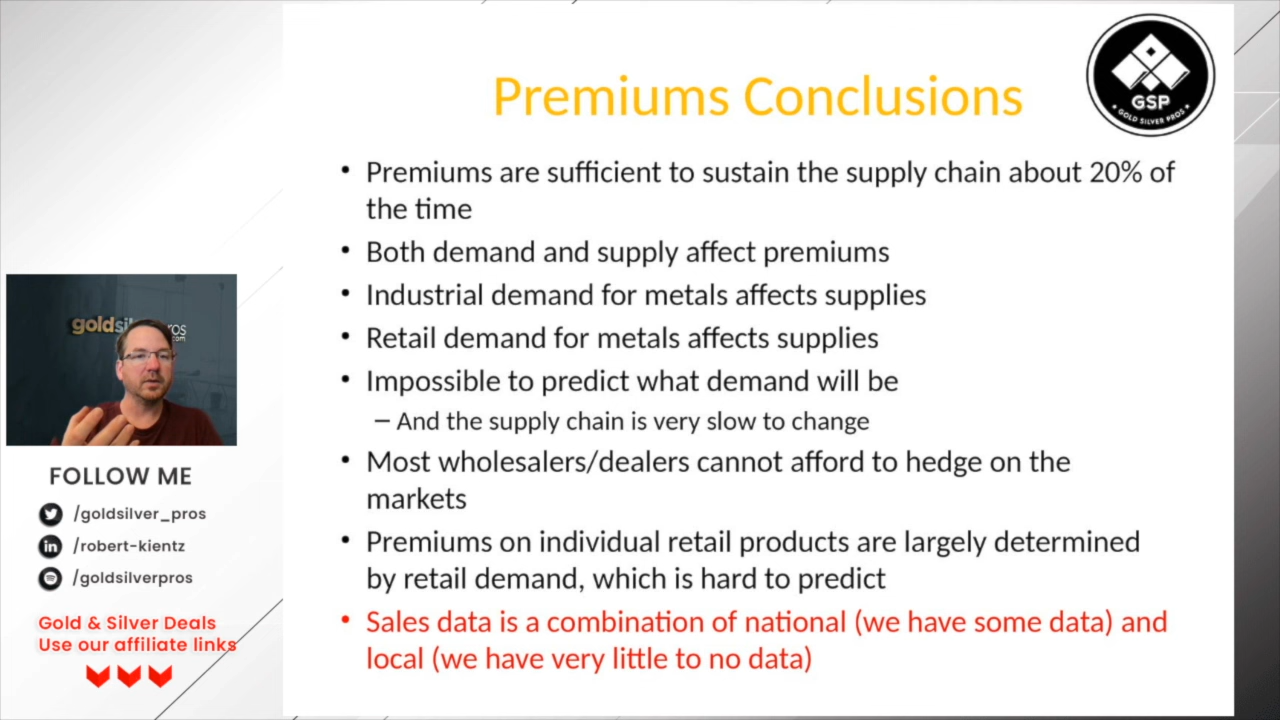 Premiums Conclusions
GSP
GOLD SILVER PROS
• Premiums are sufficient to sustain the supply chain about 20% of
the time
• Both demand and supply affect premiums
• Industrial demand for metals affects supplies
• Retail demand for metals affects supplies
• Impossible to predict what demand will be
– And the supply chain is very slow to change
• Most wholesalers/dealers cannot afford to hedge on the
markets
• Premiums on individual retail products are largely determined
by retail demand, which is hard to predict
• Sales data is a combination of national (we have some data) and
local (we have very little to no data)
FOLLOW ME
/goldsilver_pros
/robert-kientz
/goldsilverpros
Gold & Silver Deals
Use our affiliate links